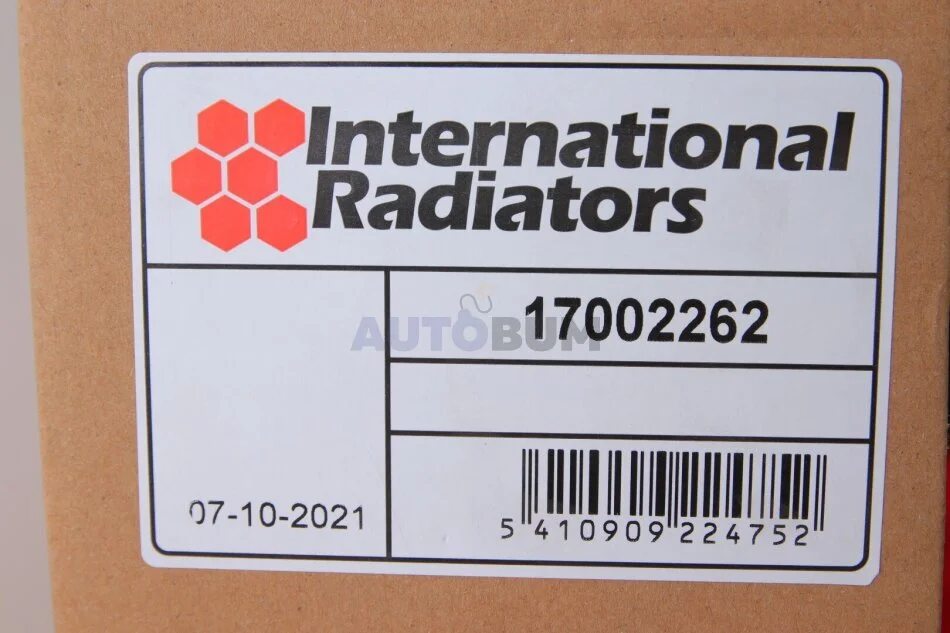 International
Radiators
17002262
AUTOBUM
07-10-2021
5 410909 224752